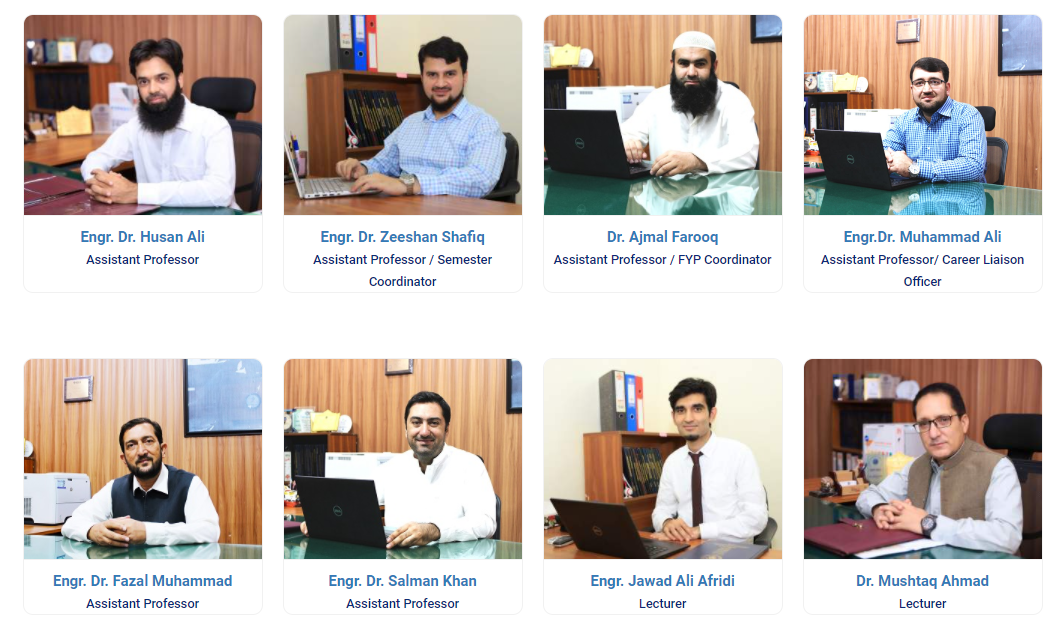 Engr. Dr. Husan Ali
Assistant Professor
Engr. Dr. Zeeshan Shafiq
Assistant Professor / Semester
Coordinator
Dr. Ajmal Farooq
Assistant Professor / FYP Coordinator
Engr.Dr. Muhammad Ali
Assistant Professor/ Career Liaison
Officer
Engr. Dr. Fazal Muhammad
Assistant Professor
Engr. Dr. Salman Khan
Assistant Professor
Engr. Jawad Ali Afridi
Lecturer
Dr. Mushtaq Ahmad
Lecturer